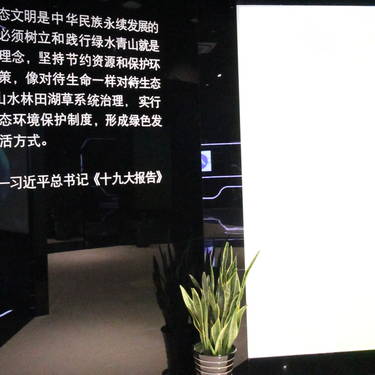 态文明是中华民族永续发展的
必须树立和践行绿水青山就是
理念，坚持节约资源和保护环
策，像对待生命一样对待生态
山水林田湖草系统治理，实行
态环境保护制度，形成绿色发
活方式。
—习近平总书记《十九大报告》